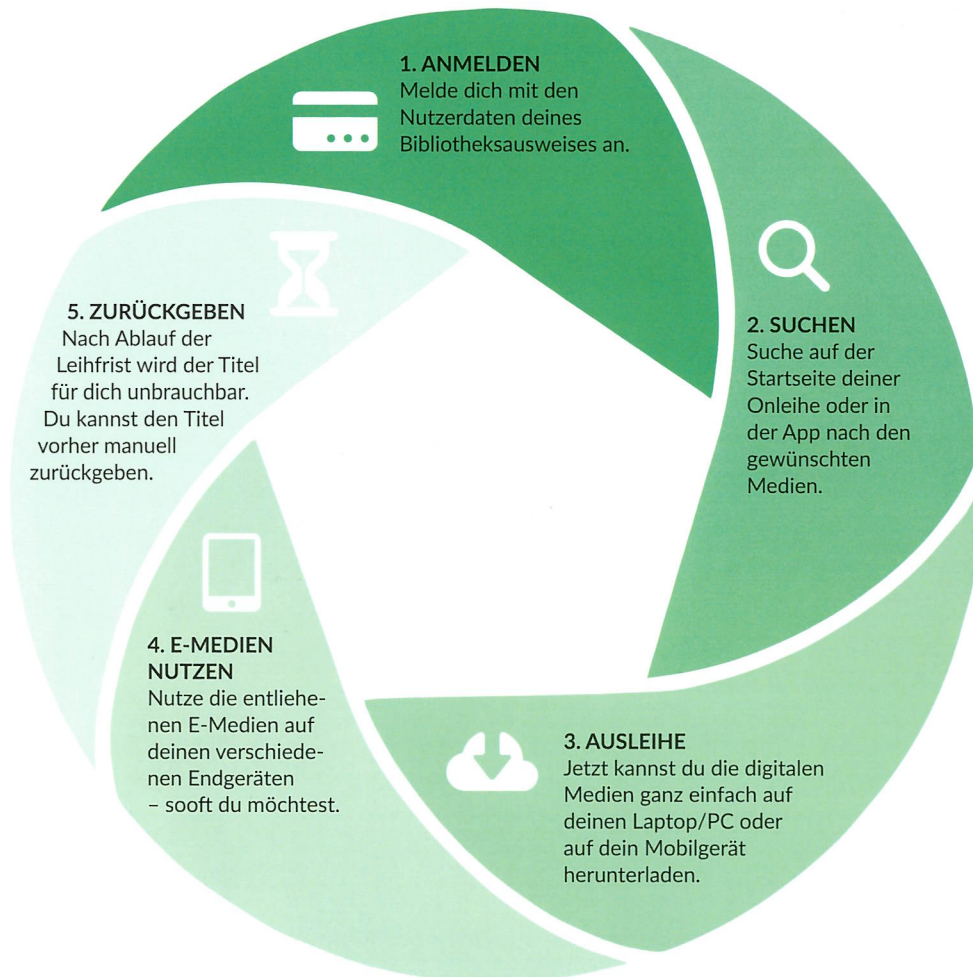 1. ANMELDEN
Melde dich mit den
Nutzerdaten deines
Bibliotheksausweises an.
2. SUCHEN
Suche auf der
Startseite deiner
Onleihe oder in
der App nach den
gewünschten
Medien.
3. AUSLEIHE
Jetzt kannst du die digitalen
Medien ganz einfach auf
deinen Laptop/PC oder
auf dein Mobilgerät
herunterladen.
4. E-MEDIEN
NUTZEN
Nutze die entliehe-
nen E-Medien auf
deinen verschiede-
nen Endgeräten
– sooft du möchtest.
5. ZURÜCKGEBEN
Nach Ablauf der
Leihfrist wird der Titel
für dich unbrauchbar.
Du kannst den Titel
vorher manuell
zurückgeben.